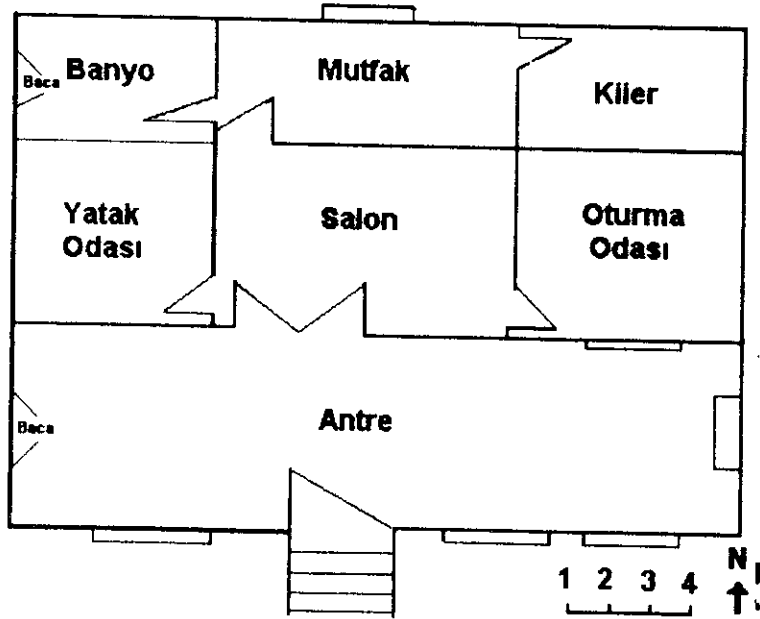 Banyo
Mutfak
Kiler
Baca
Yatak
Odası
Salon
Oturma
Odası
Antre
Baca
N
1 2 3 4